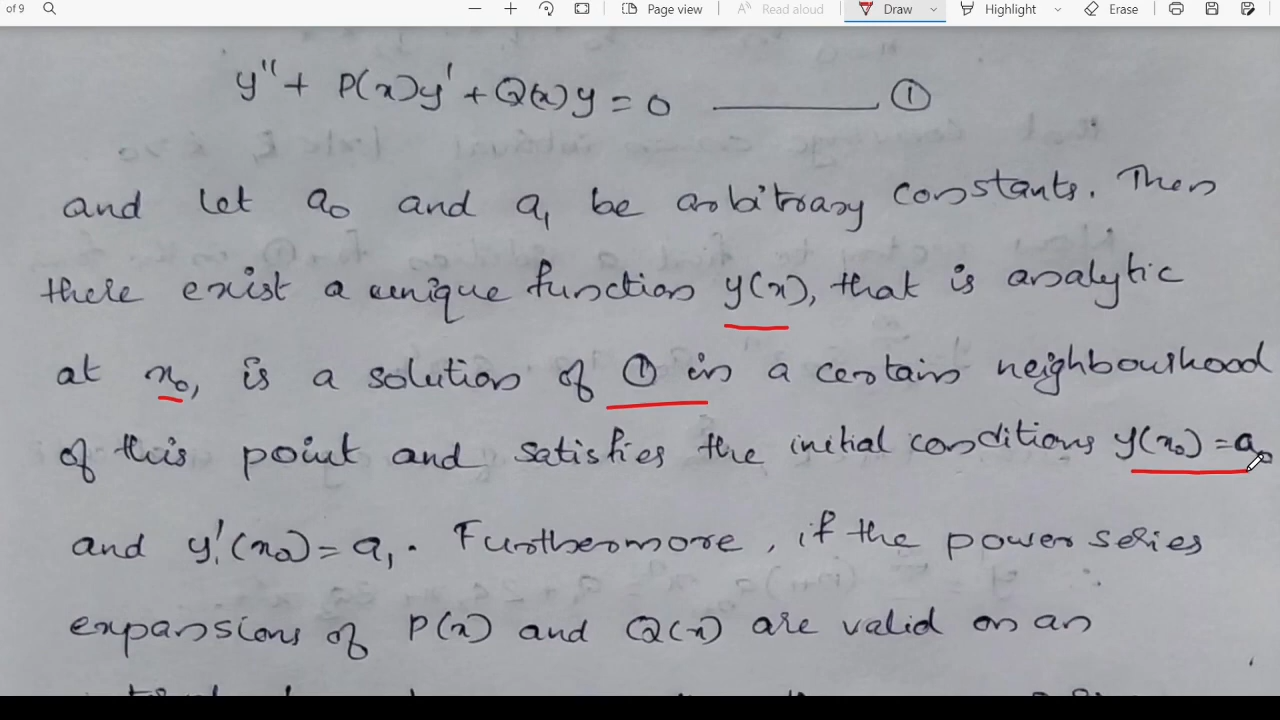 of 9
Page view
Read aloud
Draw
Highlight
Erase
y'' + P(x)y' + Q(x)y = 0 ——— ①
and let a₀ and a₁ be arbitrary constants. Then
there exist a unique function y(x), that is analytic
at x₀, is a solution of ① in a certain neighbourhood
of this point and satisfies the initial conditions y(x₀) = a₀
and y'(x₀) = a₁. Furthermore, if the power series
expansions of P(x) and Q(x) are valid on an